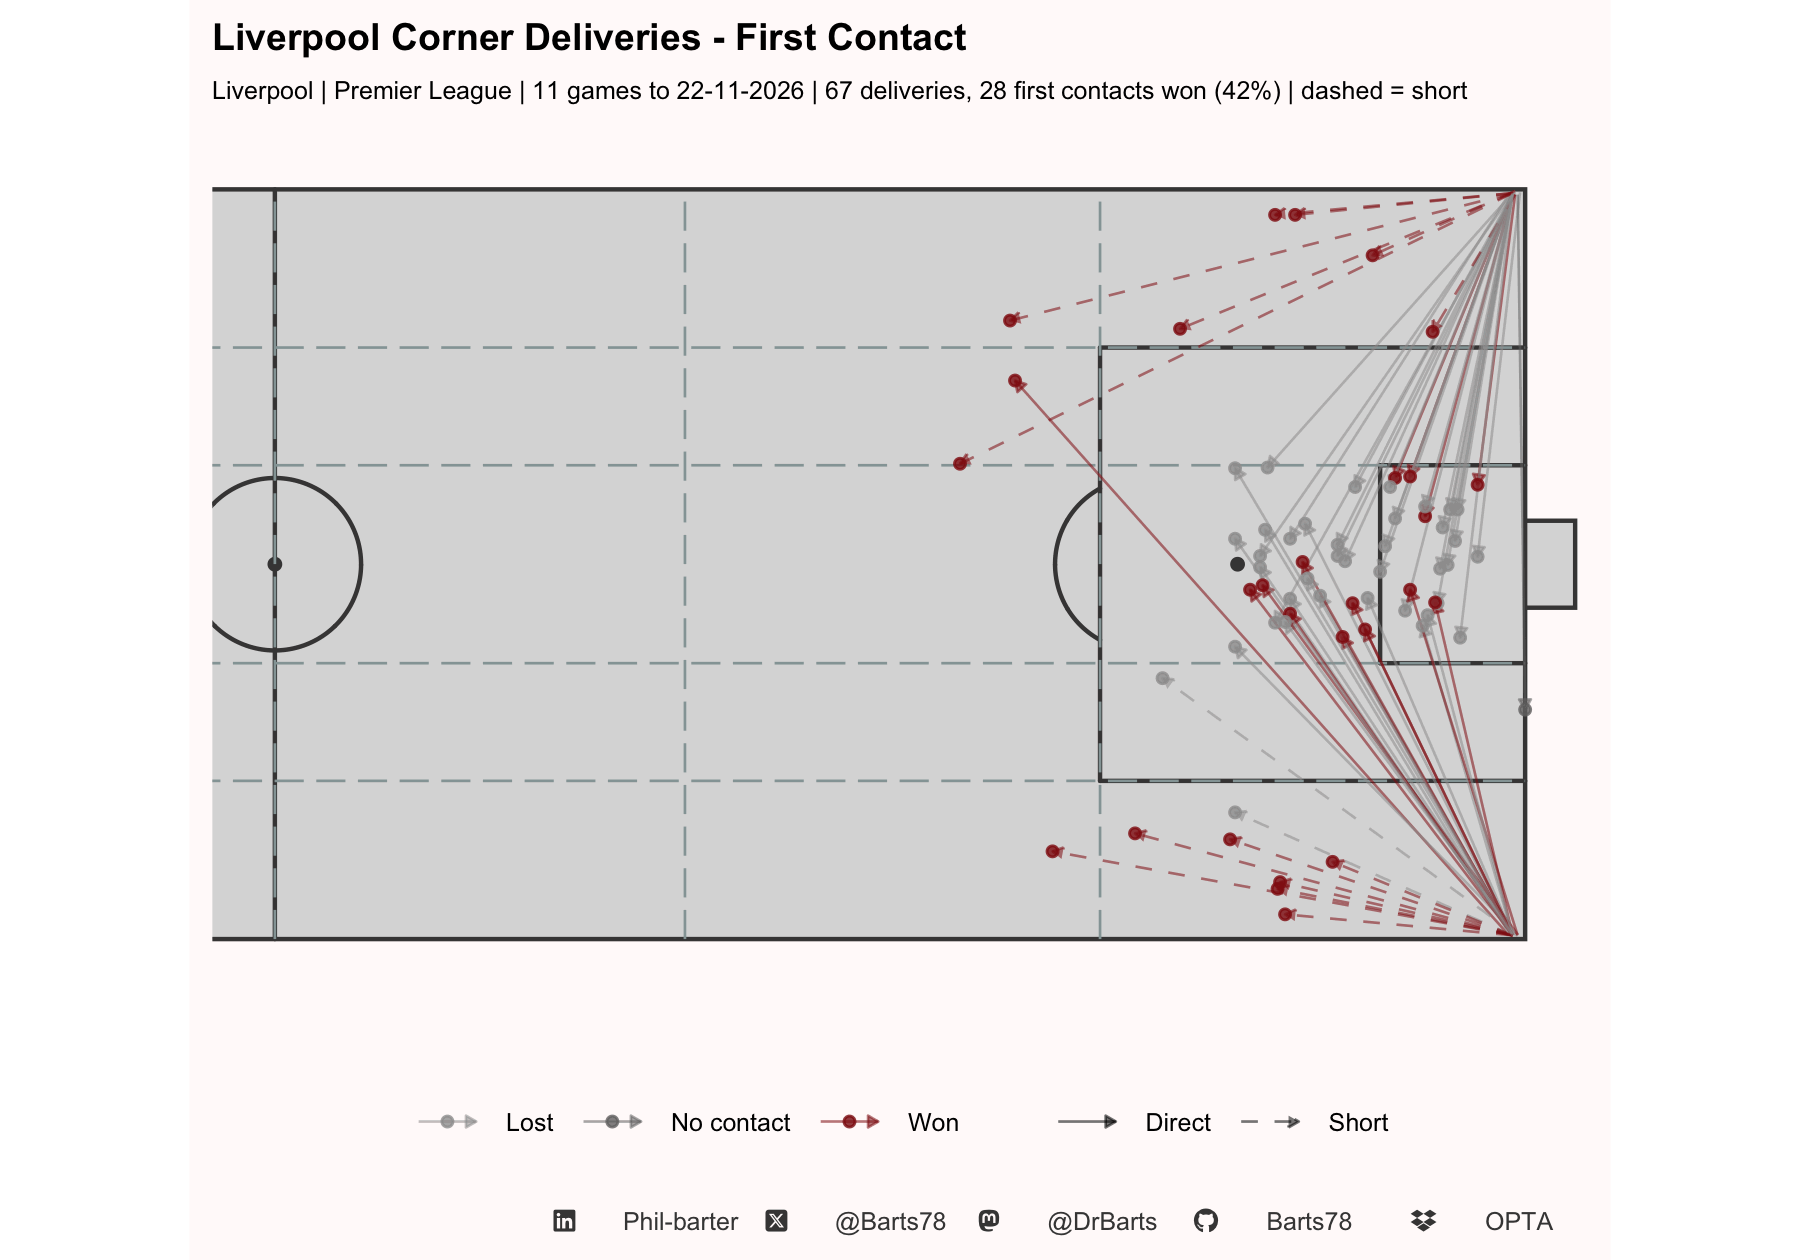 Liverpool Corner Deliveries - First Contact
Liverpool | Premier League | 11 games to 22-11-2026 | 67 deliveries, 28 first contacts won (42%) | dashed = short
Lost No contact Won Direct Short
Phil-barter @Barts78 @DrBarts Barts78 OPTA